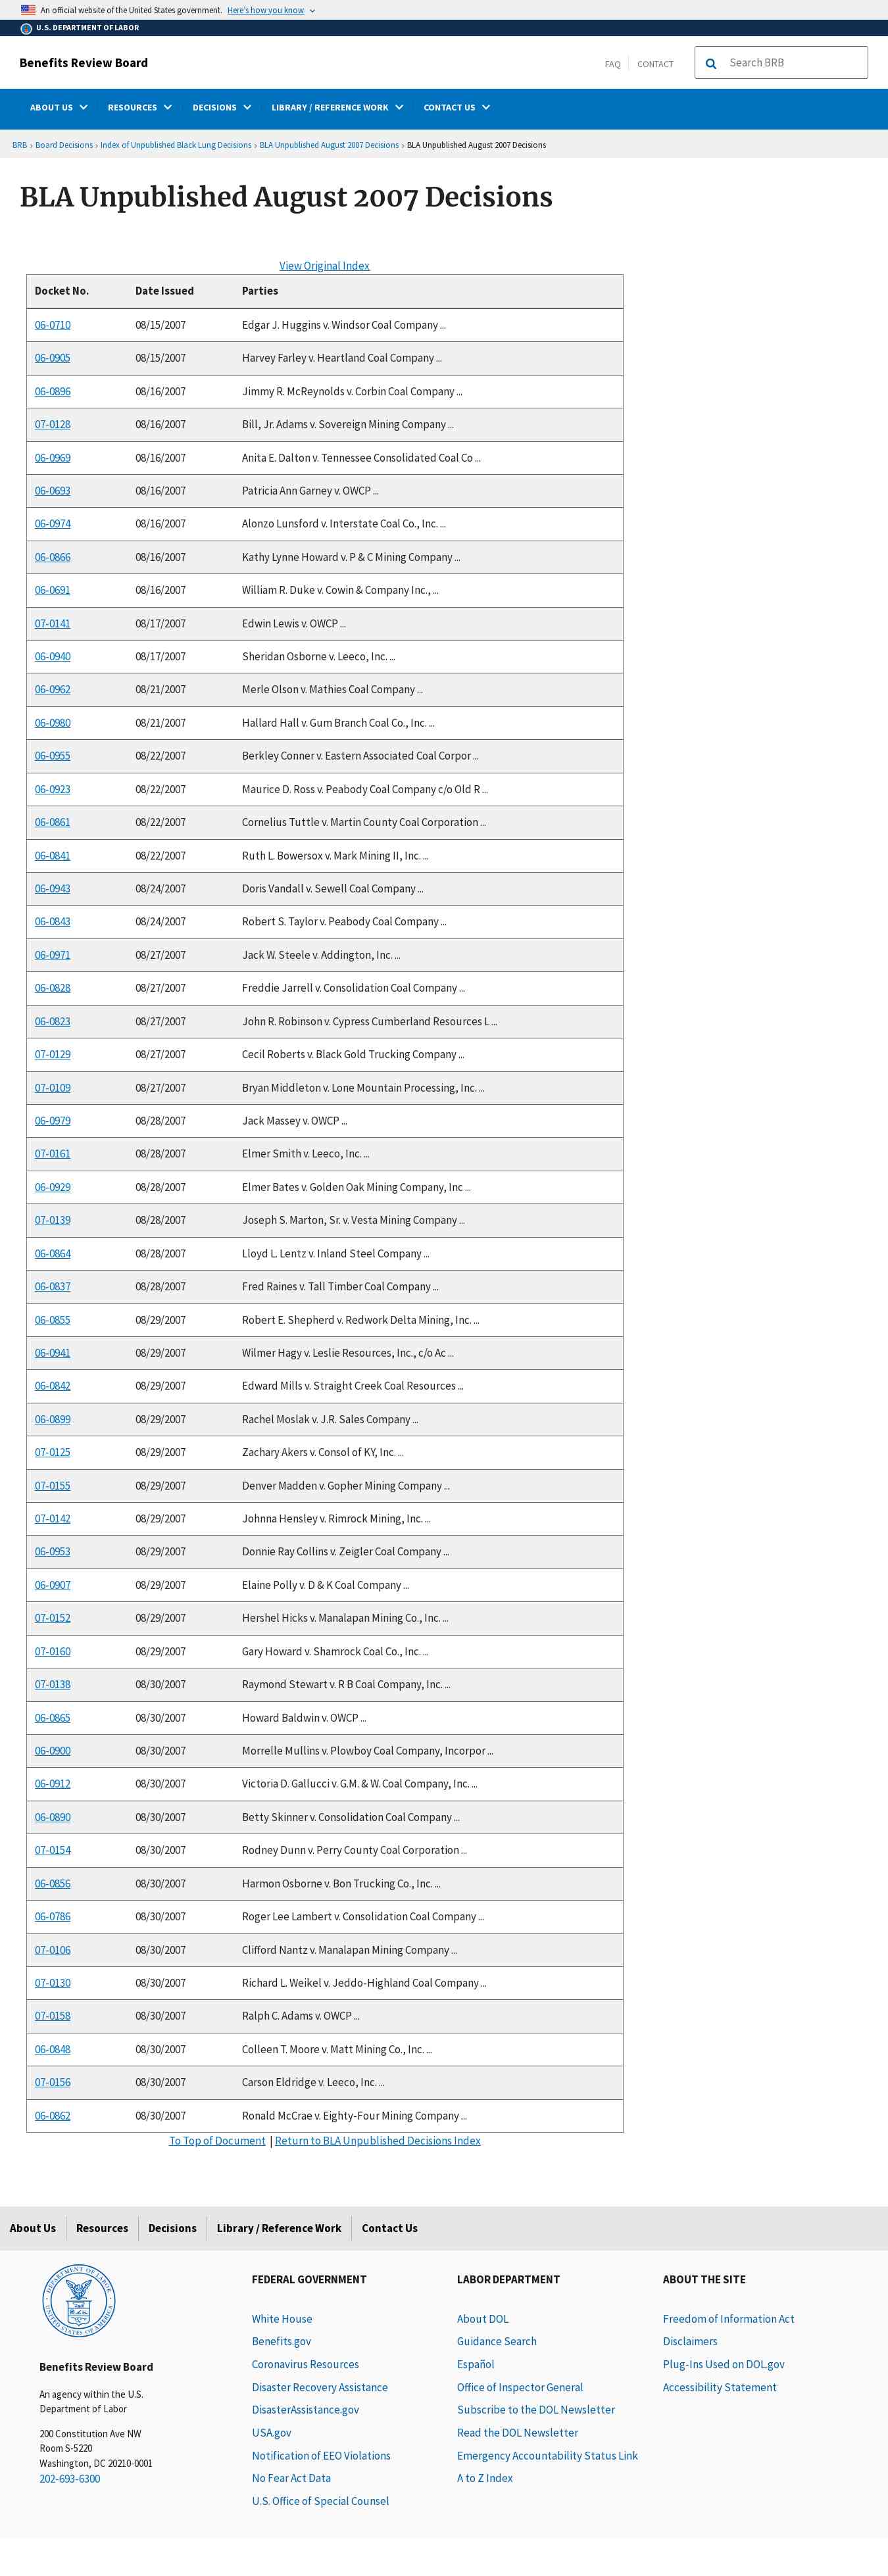 An official website of the United States government. Here's how you know
U.S. DEPARTMENT OF LABOR
Benefits Review Board
FAQ CONTACT Search BRB
ABOUT US RESOURCES DECISIONS LIBRARY / REFERENCE WORK CONTACT US
BRB › Board Decisions › Index of Unpublished Black Lung Decisions › BLA Unpublished August 2007 Decisions › BLA Unpublished August 2007 Decisions
BLA Unpublished August 2007 Decisions
View Original Index
Docket No. Date Issued Parties
06-0710 08/15/2007 Edgar J. Huggins v. Windsor Coal Company ...
06-0905 08/15/2007 Harvey Farley v. Heartland Coal Company ...
06-0896 08/16/2007 Jimmy R. McReynolds v. Corbin Coal Company ...
07-0128 08/16/2007 Bill, Jr. Adams v. Sovereign Mining Company ...
06-0969 08/16/2007 Anita E. Dalton v. Tennessee Consolidated Coal Co ...
06-0693 08/16/2007 Patricia Ann Garney v. OWCP ...
06-0974 08/16/2007 Alonzo Lunsford v. Interstate Coal Co., Inc. ...
06-0866 08/16/2007 Kathy Lynne Howard v. P & C Mining Company ...
06-0691 08/16/2007 William R. Duke v. Cowin & Company Inc., ...
07-0141 08/17/2007 Edwin Lewis v. OWCP ...
06-0940 08/17/2007 Sheridan Osborne v. Leeco, Inc. ...
06-0962 08/21/2007 Merle Olson v. Mathies Coal Company ...
06-0980 08/21/2007 Hallard Hall v. Gum Branch Coal Co., Inc. ...
06-0955 08/22/2007 Berkley Conner v. Eastern Associated Coal Corpor ...
06-0923 08/22/2007 Maurice D. Ross v. Peabody Coal Company c/o Old R ...
06-0861 08/22/2007 Cornelius Tuttle v. Martin County Coal Corporation ...
06-0841 08/22/2007 Ruth L. Bowersox v. Mark Mining II, Inc. ...
06-0943 08/24/2007 Doris Vandall v. Sewell Coal Company ...
06-0843 08/24/2007 Robert S. Taylor v. Peabody Coal Company ...
06-0971 08/27/2007 Jack W. Steele v. Addington, Inc. ...
06-0828 08/27/2007 Freddie Jarrell v. Consolidation Coal Company ...
06-0823 08/27/2007 John R. Robinson v. Cypress Cumberland Resources L ...
07-0129 08/27/2007 Cecil Roberts v. Black Gold Trucking Company ...
07-0109 08/27/2007 Bryan Middleton v. Lone Mountain Processing, Inc. ...
06-0979 08/28/2007 Jack Massey v. OWCP ...
07-0161 08/28/2007 Elmer Smith v. Leeco, Inc. ...
06-0929 08/28/2007 Elmer Bates v. Golden Oak Mining Company, Inc ...
07-0139 08/28/2007 Joseph S. Marton, Sr. v. Vesta Mining Company ...
06-0864 08/28/2007 Lloyd L. Lentz v. Inland Steel Company ...
06-0837 08/28/2007 Fred Raines v. Tall Timber Coal Company ...
06-0855 08/29/2007 Robert E. Shepherd v. Redwork Delta Mining, Inc. ...
06-0941 08/29/2007 Wilmer Hagy v. Leslie Resources, Inc., c/o Ac ...
06-0842 08/29/2007 Edward Mills v. Straight Creek Coal Resources ...
06-0899 08/29/2007 Rachel Moslak v. J.R. Sales Company ...
07-0125 08/29/2007 Zachary Akers v. Consol of KY, Inc. ...
07-0155 08/29/2007 Denver Madden v. Gopher Mining Company ...
07-0142 08/29/2007 Johnna Hensley v. Rimrock Mining, Inc. ...
06-0953 08/29/2007 Donnie Ray Collins v. Zeigler Coal Company ...
06-0907 08/29/2007 Elaine Polly v. D & K Coal Company ...
07-0152 08/29/2007 Hershel Hicks v. Manalapan Mining Co., Inc. ...
07-0160 08/29/2007 Gary Howard v. Shamrock Coal Co., Inc. ...
07-0138 08/30/2007 Raymond Stewart v. R B Coal Company, Inc. ...
06-0865 08/30/2007 Howard Baldwin v. OWCP ...
06-0900 08/30/2007 Morrelle Mullins v. Plowboy Coal Company, Incorpor ...
06-0912 08/30/2007 Victoria D. Gallucci v. G.M. & W. Coal Company, Inc. ...
06-0890 08/30/2007 Betty Skinner v. Consolidation Coal Company ...
07-0154 08/30/2007 Rodney Dunn v. Perry County Coal Corporation ...
06-0856 08/30/2007 Harmon Osborne v. Bon Trucking Co., Inc. ...
06-0786 08/30/2007 Roger Lee Lambert v. Consolidation Coal Company ...
07-0106 08/30/2007 Clifford Nantz v. Manalapan Mining Company ...
07-0130 08/30/2007 Richard L. Weikel v. Jeddo-Highland Coal Company ...
07-0158 08/30/2007 Ralph C. Adams v. OWCP ...
06-0848 08/30/2007 Colleen T. Moore v. Matt Mining Co., Inc. ...
07-0156 08/30/2007 Carson Eldridge v. Leeco, Inc. ...
06-0862 08/30/2007 Ronald McCrae v. Eighty-Four Mining Company ...
To Top of Document | Return to BLA Unpublished Decisions Index
About Us Resources Decisions Library / Reference Work Contact Us
DEPARTMENT OF LABOR
UNITED STATES OF AMERICA
Benefits Review Board
An agency within the U.S.
Department of Labor
200 Constitution Ave NW
Room S-5220
Washington, DC 20210-0001
202-693-6300
FEDERAL GOVERNMENT
White House
Benefits.gov
Coronavirus Resources
Disaster Recovery Assistance
DisasterAssistance.gov
USA.gov
Notification of EEO Violations
No Fear Act Data
U.S. Office of Special Counsel
LABOR DEPARTMENT
About DOL
Guidance Search
Español
Office of Inspector General
Subscribe to the DOL Newsletter
Read the DOL Newsletter
Emergency Accountability Status Link
A to Z Index
ABOUT THE SITE
Freedom of Information Act
Disclaimers
Plug-Ins Used on DOL.gov
Accessibility Statement